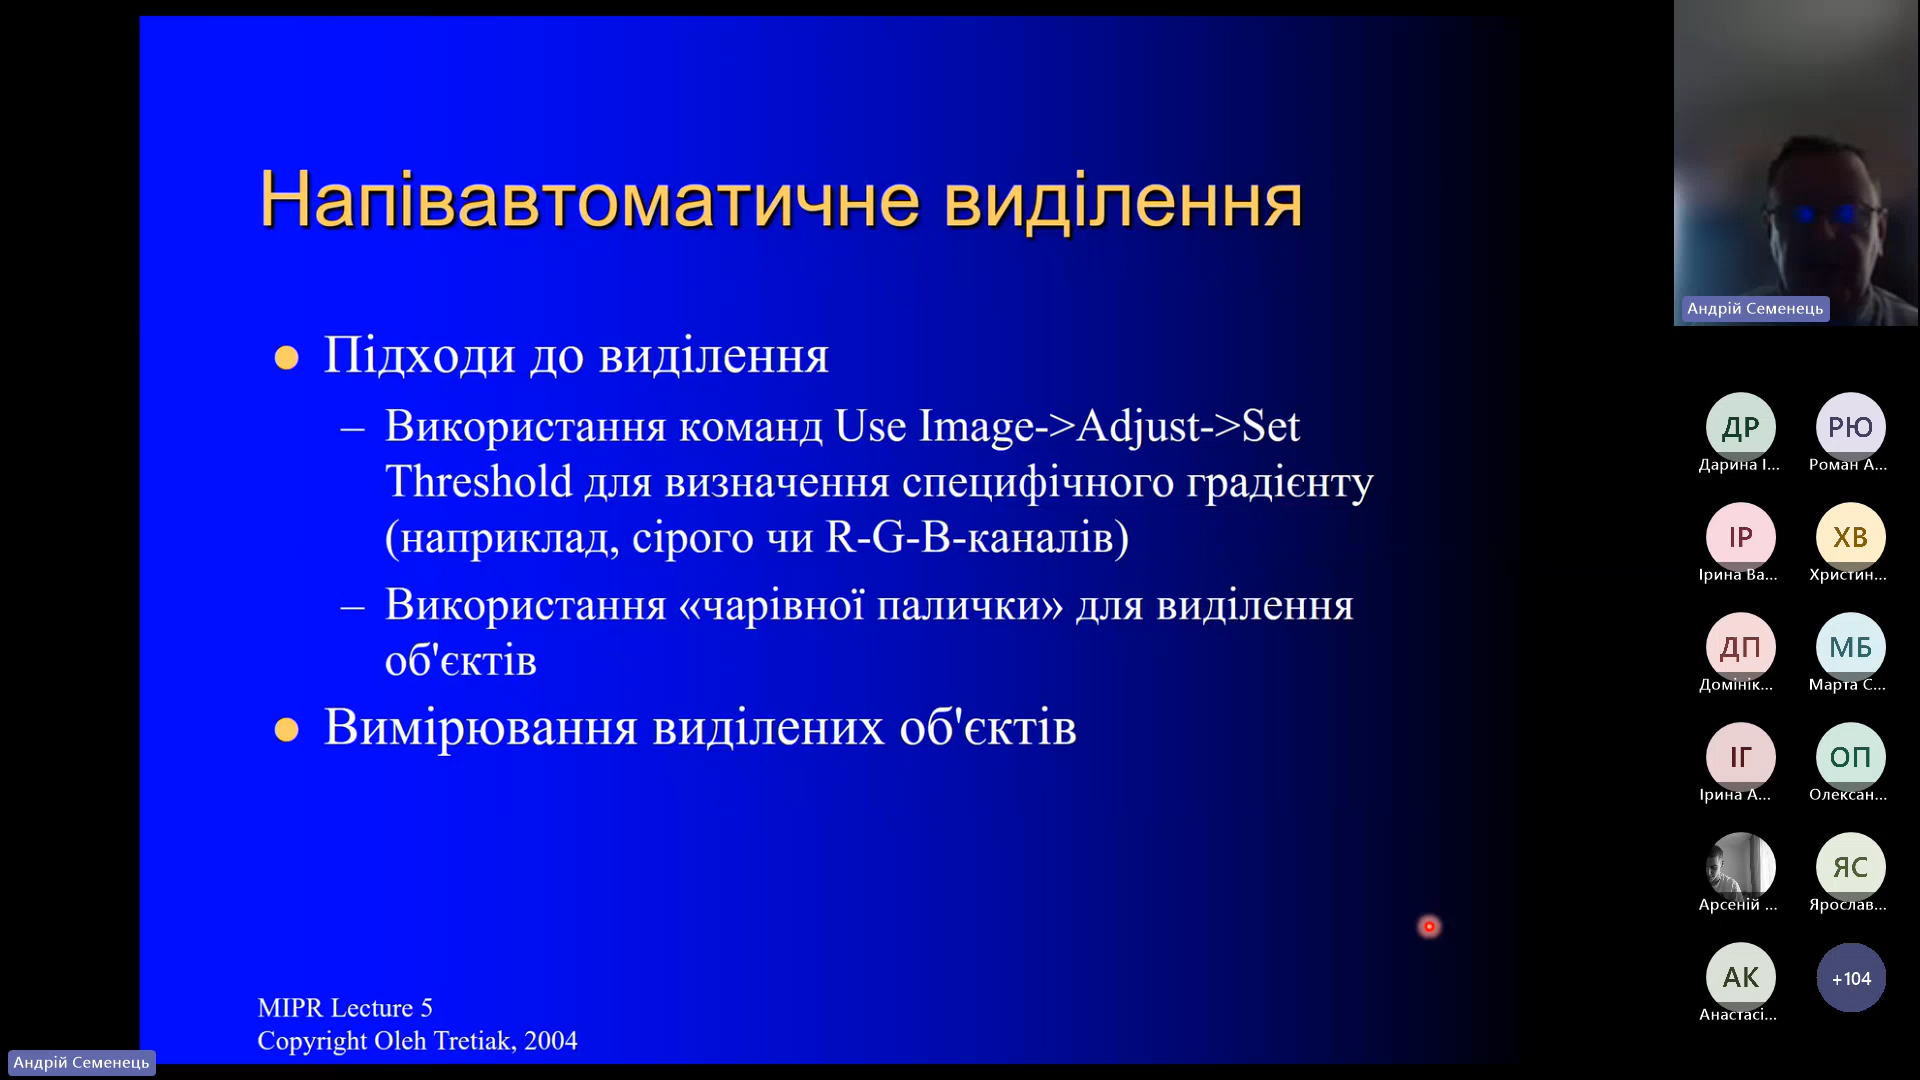 Напівавтоматичне виділення
Підходи до виділення
– Використання команд Use Image->Adjust->Set
Threshold для визначення специфічного градієнту
(наприклад, сірого чи R-G-B-каналів)
– Використання «чарівної палички» для виділення
об'єктів
Вимірювання виділених об'єктів
MIPR Lecture 5
Copyright Oleh Tretiak, 2004
Андрій Семенець
Андрій Семенець
ДР
Дарина І...
РЮ
Роман А...
ІР
Ірина Ва...
ХВ
Христин...
ДП
Домінік...
МБ
Марта С...
ІГ
Ірина А...
ОП
Олексан...
Арсеній ...
ЯС
Ярослав...
АК
Анастасі...
+104